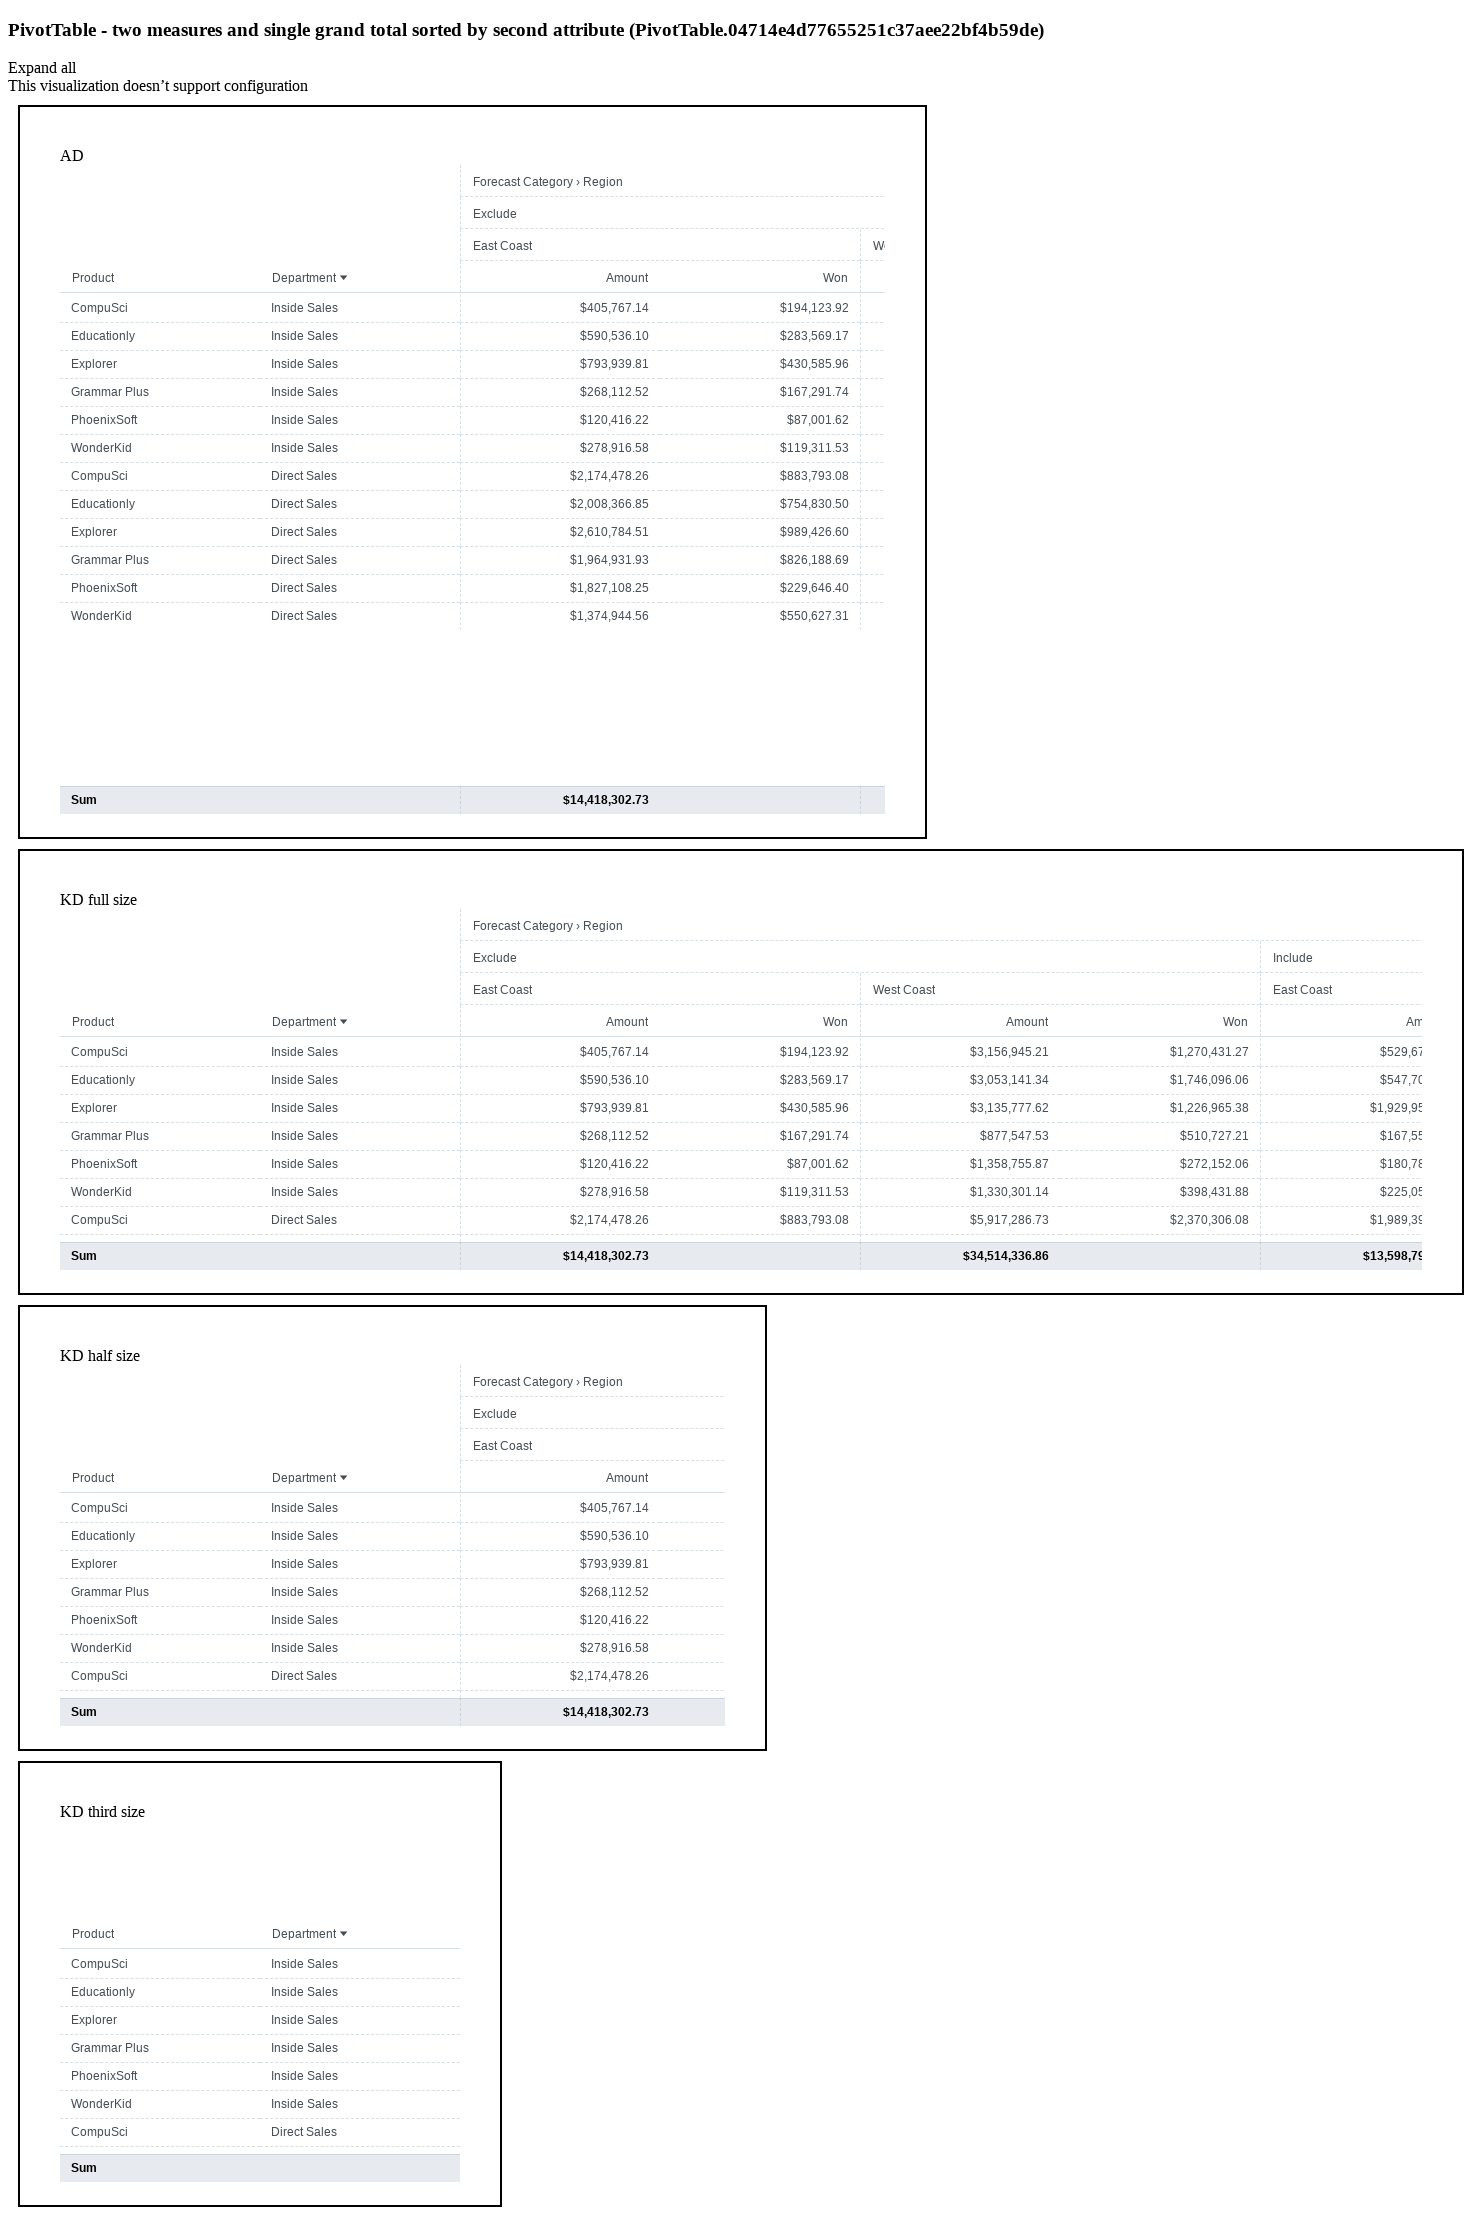 PivotTable - two measures and single grand total sorted by second attribute (PivotTable.04714e4d77655251c37aee22bf4b59de)
Expand all
This visualization doesn’t support configuration
AD
Forecast Category › Region
Exclude
East Coast
Product Department Amount Won
CompuSci Inside Sales $405,767.14 $194,123.92
Educationly Inside Sales $590,536.10 $283,569.17
Explorer Inside Sales $793,939.81 $430,585.96
Grammar Plus Inside Sales $268,112.52 $167,291.74
PhoenixSoft Inside Sales $120,416.22 $87,001.62
WonderKid Inside Sales $278,916.58 $119,311.53
CompuSci Direct Sales $2,174,478.26 $883,793.08
Educationly Direct Sales $2,008,366.85 $754,830.50
Explorer Direct Sales $2,610,784.51 $989,426.60
Grammar Plus Direct Sales $1,964,931.93 $826,188.69
PhoenixSoft Direct Sales $1,827,108.25 $229,646.40
WonderKid Direct Sales $1,374,944.56 $550,627.31
Sum $14,418,302.73
KD full size
Forecast Category › Region
Exclude Include
East Coast West Coast East Coast
Product Department Amount Won Amount Won Am
CompuSci Inside Sales $405,767.14 $194,123.92 $3,156,945.21 $1,270,431.27 $529,67
Educationly Inside Sales $590,536.10 $283,569.17 $3,053,141.34 $1,746,096.06 $547,70
Explorer Inside Sales $793,939.81 $430,585.96 $3,135,777.62 $1,226,965.38 $1,929,95
Grammar Plus Inside Sales $268,112.52 $167,291.74 $877,547.53 $510,727.21 $167,55
PhoenixSoft Inside Sales $120,416.22 $87,001.62 $1,358,755.87 $272,152.06 $180,78
WonderKid Inside Sales $278,916.58 $119,311.53 $1,330,301.14 $398,431.88 $225,05
CompuSci Direct Sales $2,174,478.26 $883,793.08 $5,917,286.73 $2,370,306.08 $1,989,39
Sum $14,418,302.73 $34,514,336.86 $13,598,79
KD half size
Forecast Category › Region
Exclude
East Coast
Product Department Amount
CompuSci Inside Sales $405,767.14
Educationly Inside Sales $590,536.10
Explorer Inside Sales $793,939.81
Grammar Plus Inside Sales $268,112.52
PhoenixSoft Inside Sales $120,416.22
WonderKid Inside Sales $278,916.58
CompuSci Direct Sales $2,174,478.26
Sum $14,418,302.73
KD third size
Product Department
CompuSci Inside Sales
Educationly Inside Sales
Explorer Inside Sales
Grammar Plus Inside Sales
PhoenixSoft Inside Sales
WonderKid Inside Sales
CompuSci Direct Sales
Sum